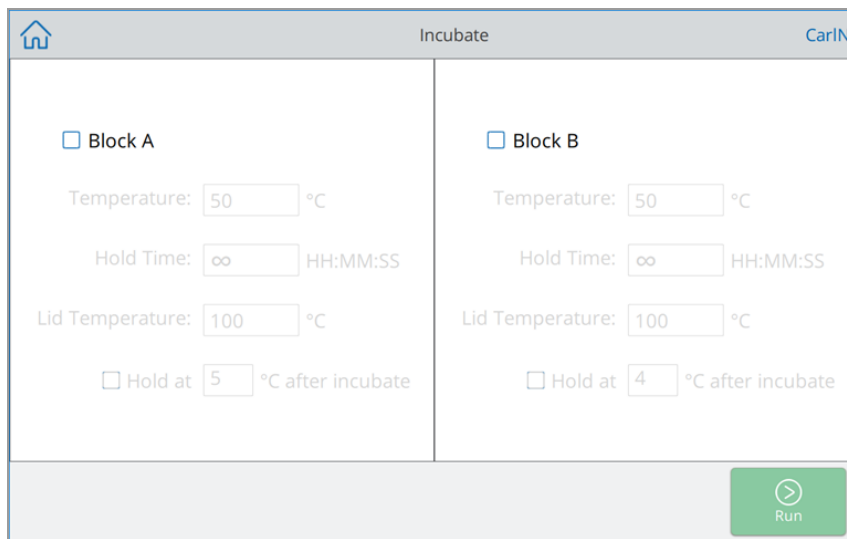 Incubate
CarlN
Block A
Temperature: 50 °C
Hold Time: ∞ HH:MM:SS
Lid Temperature: 100 °C
Hold at 5 °C after incubate
Block B
Temperature: 50 °C
Hold Time: ∞ HH:MM:SS
Lid Temperature: 100 °C
Hold at 4 °C after incubate
Run